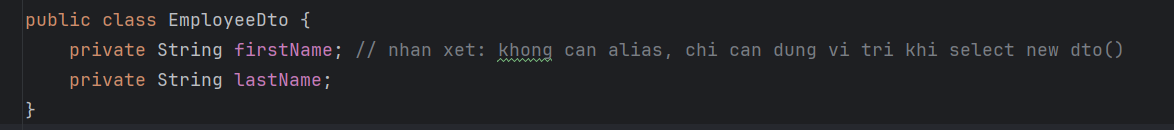 public class EmployeeDto {
private String firstName; // nhan xet: khong can alias, chi can dung vi tri khi select new dto()
private String lastName;
}